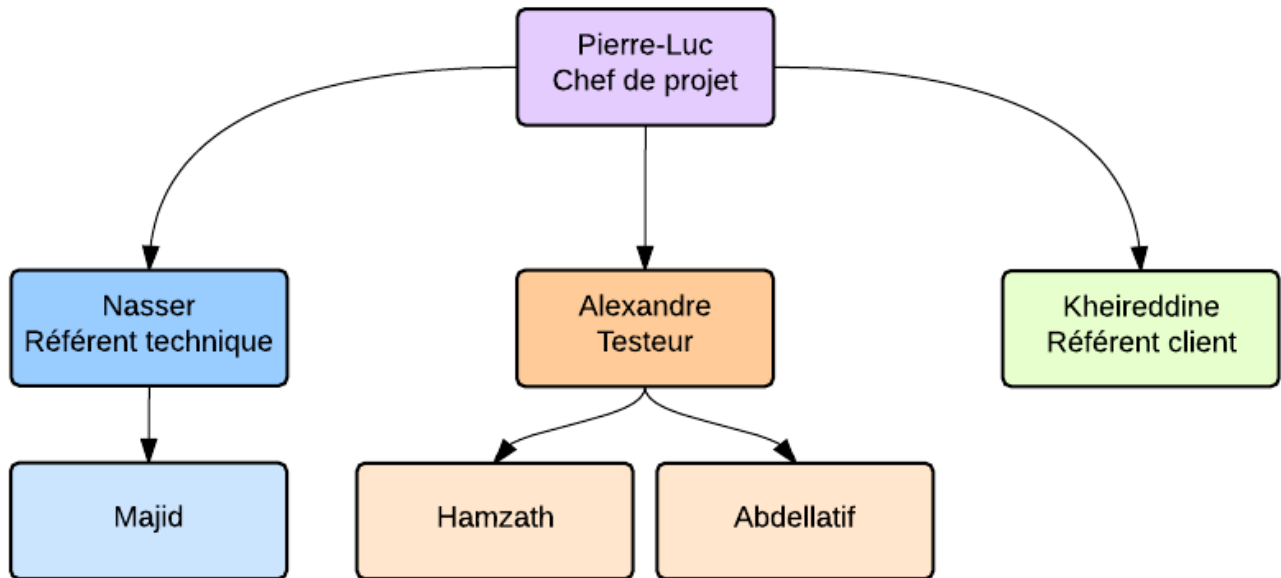 Pierre-Luc
Chef de projet
Nasser
Référent technique
Alexandre
Testeur
Kheireddine
Référent client
Majid
Hamzath
Abdellatif